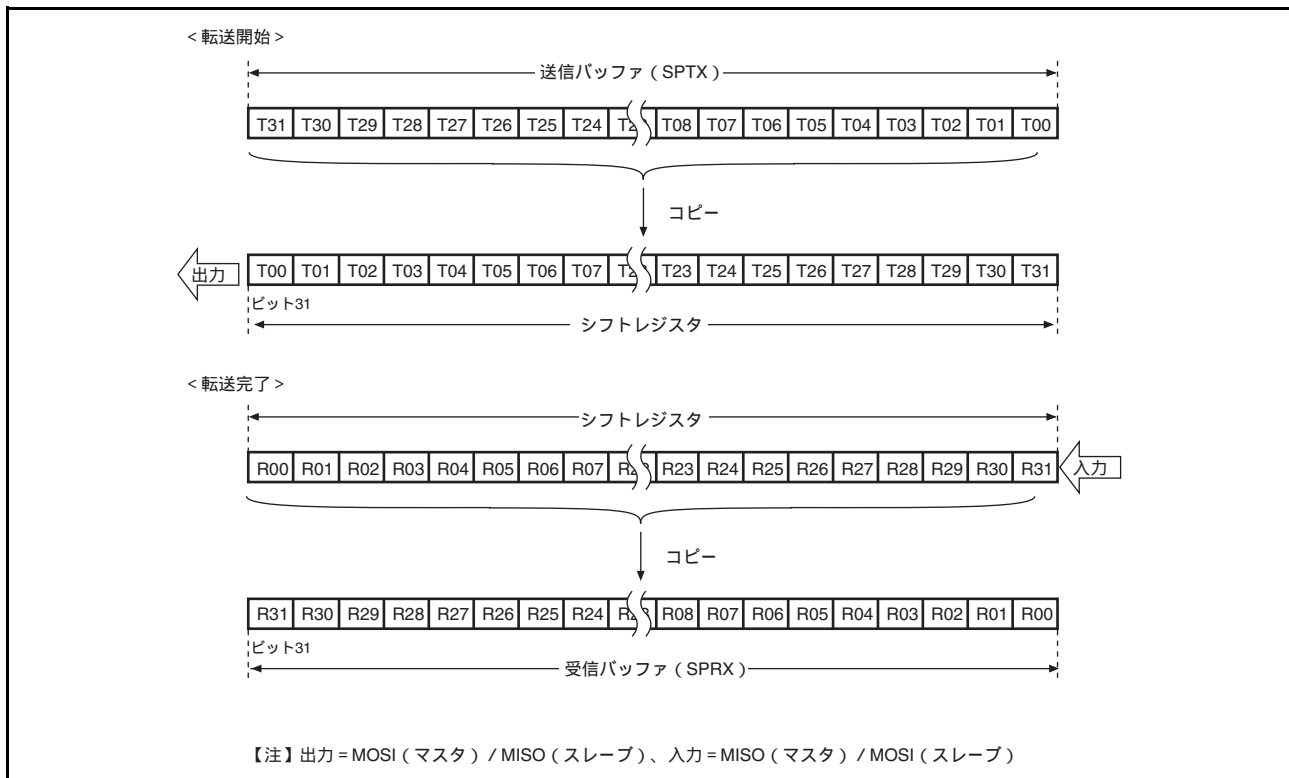 <転送開始>
送信バッファ(SPTX)
T31 T30 T29 T28 T27 T26 T25 T24 T08 T07 T06 T05 T04 T03 T02 T01 T00
コピー
出力 T00 T01 T02 T03 T04 T05 T06 T07 T23 T24 T25 T26 T27 T28 T29 T30 T31
ビット31
シフトレジスタ
<転送完了>
シフトレジスタ
R00 R01 R02 R03 R04 R05 R06 R07 R23 R24 R25 R26 R27 R28 R29 R30 R31 入力
コピー
R31 R30 R29 R28 R27 R26 R25 R24 R08 R07 R06 R05 R04 R03 R02 R01 R00
ビット31
受信バッファ(SPRX)
【注】出力=MOSI(マスタ)/MISO(スレーブ)、入力=MISO(マスタ)/MOSI(スレーブ)